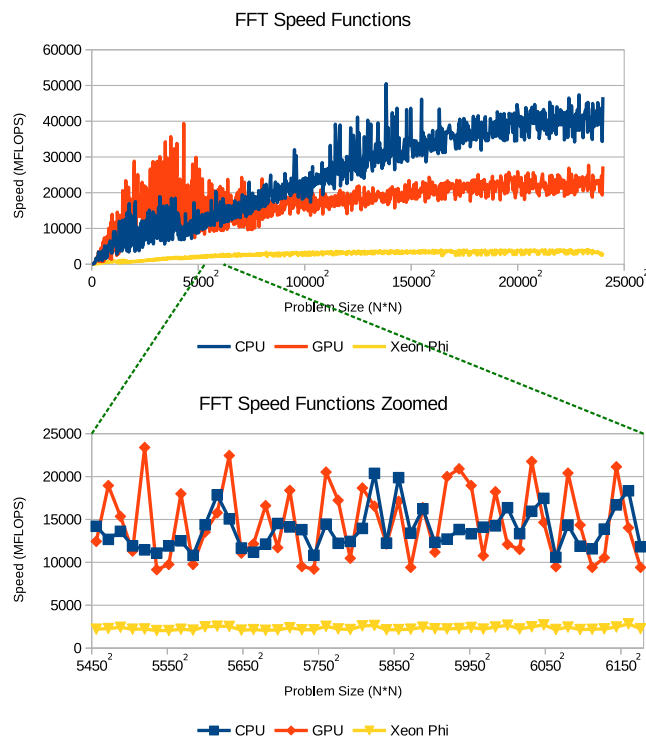 FFT Speed Functions
60000
50000
40000
30000
20000
10000
0
Speed (MFLOPS)
0 5000² 10000² 15000² 20000² 25000²
Problem Size (N*N)
CPU GPU Xeon Phi
FFT Speed Functions Zoomed
25000
20000
15000
10000
5000
0
Speed (MFLOPS)
5450² 5550² 5650² 5750² 5850² 5950² 6050² 6150²
Problem Size (N*N)
CPU GPU Xeon Phi